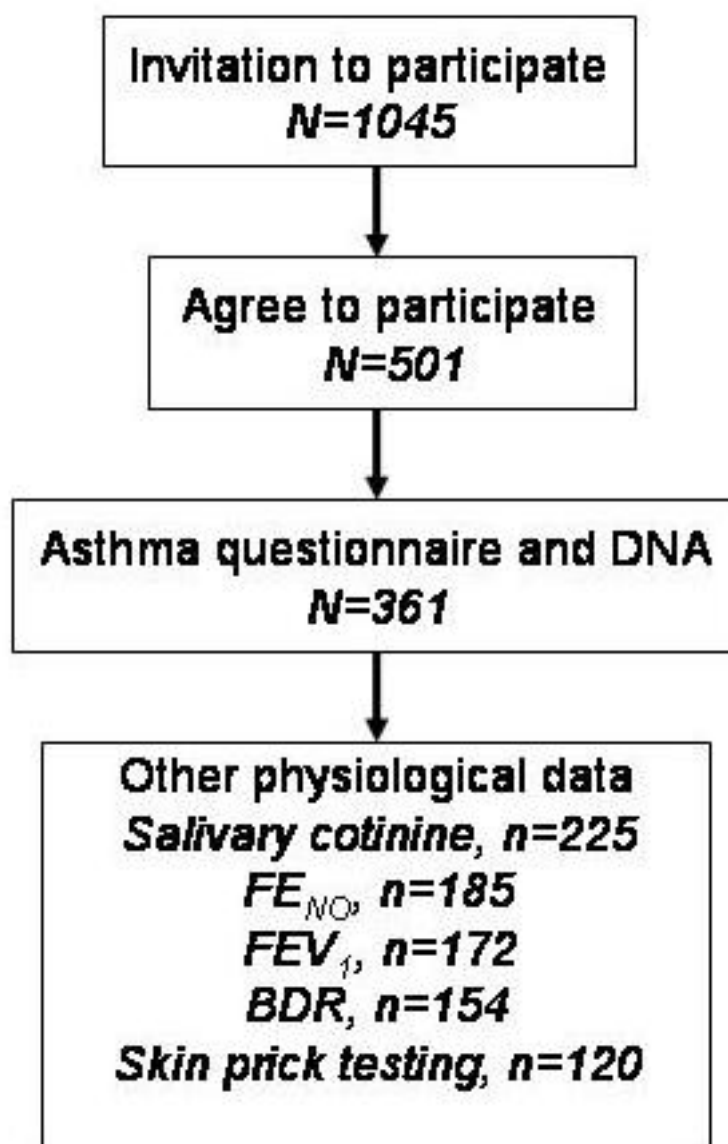 Invitation to participate
N=1045
Agree to participate
N=501
Asthma questionnaire and DNA
N=361
Other physiological data
Salivary cotinine, n=225
FENO, n=185
FEV1, n=172
BDR, n=154
Skin prick testing, n=120